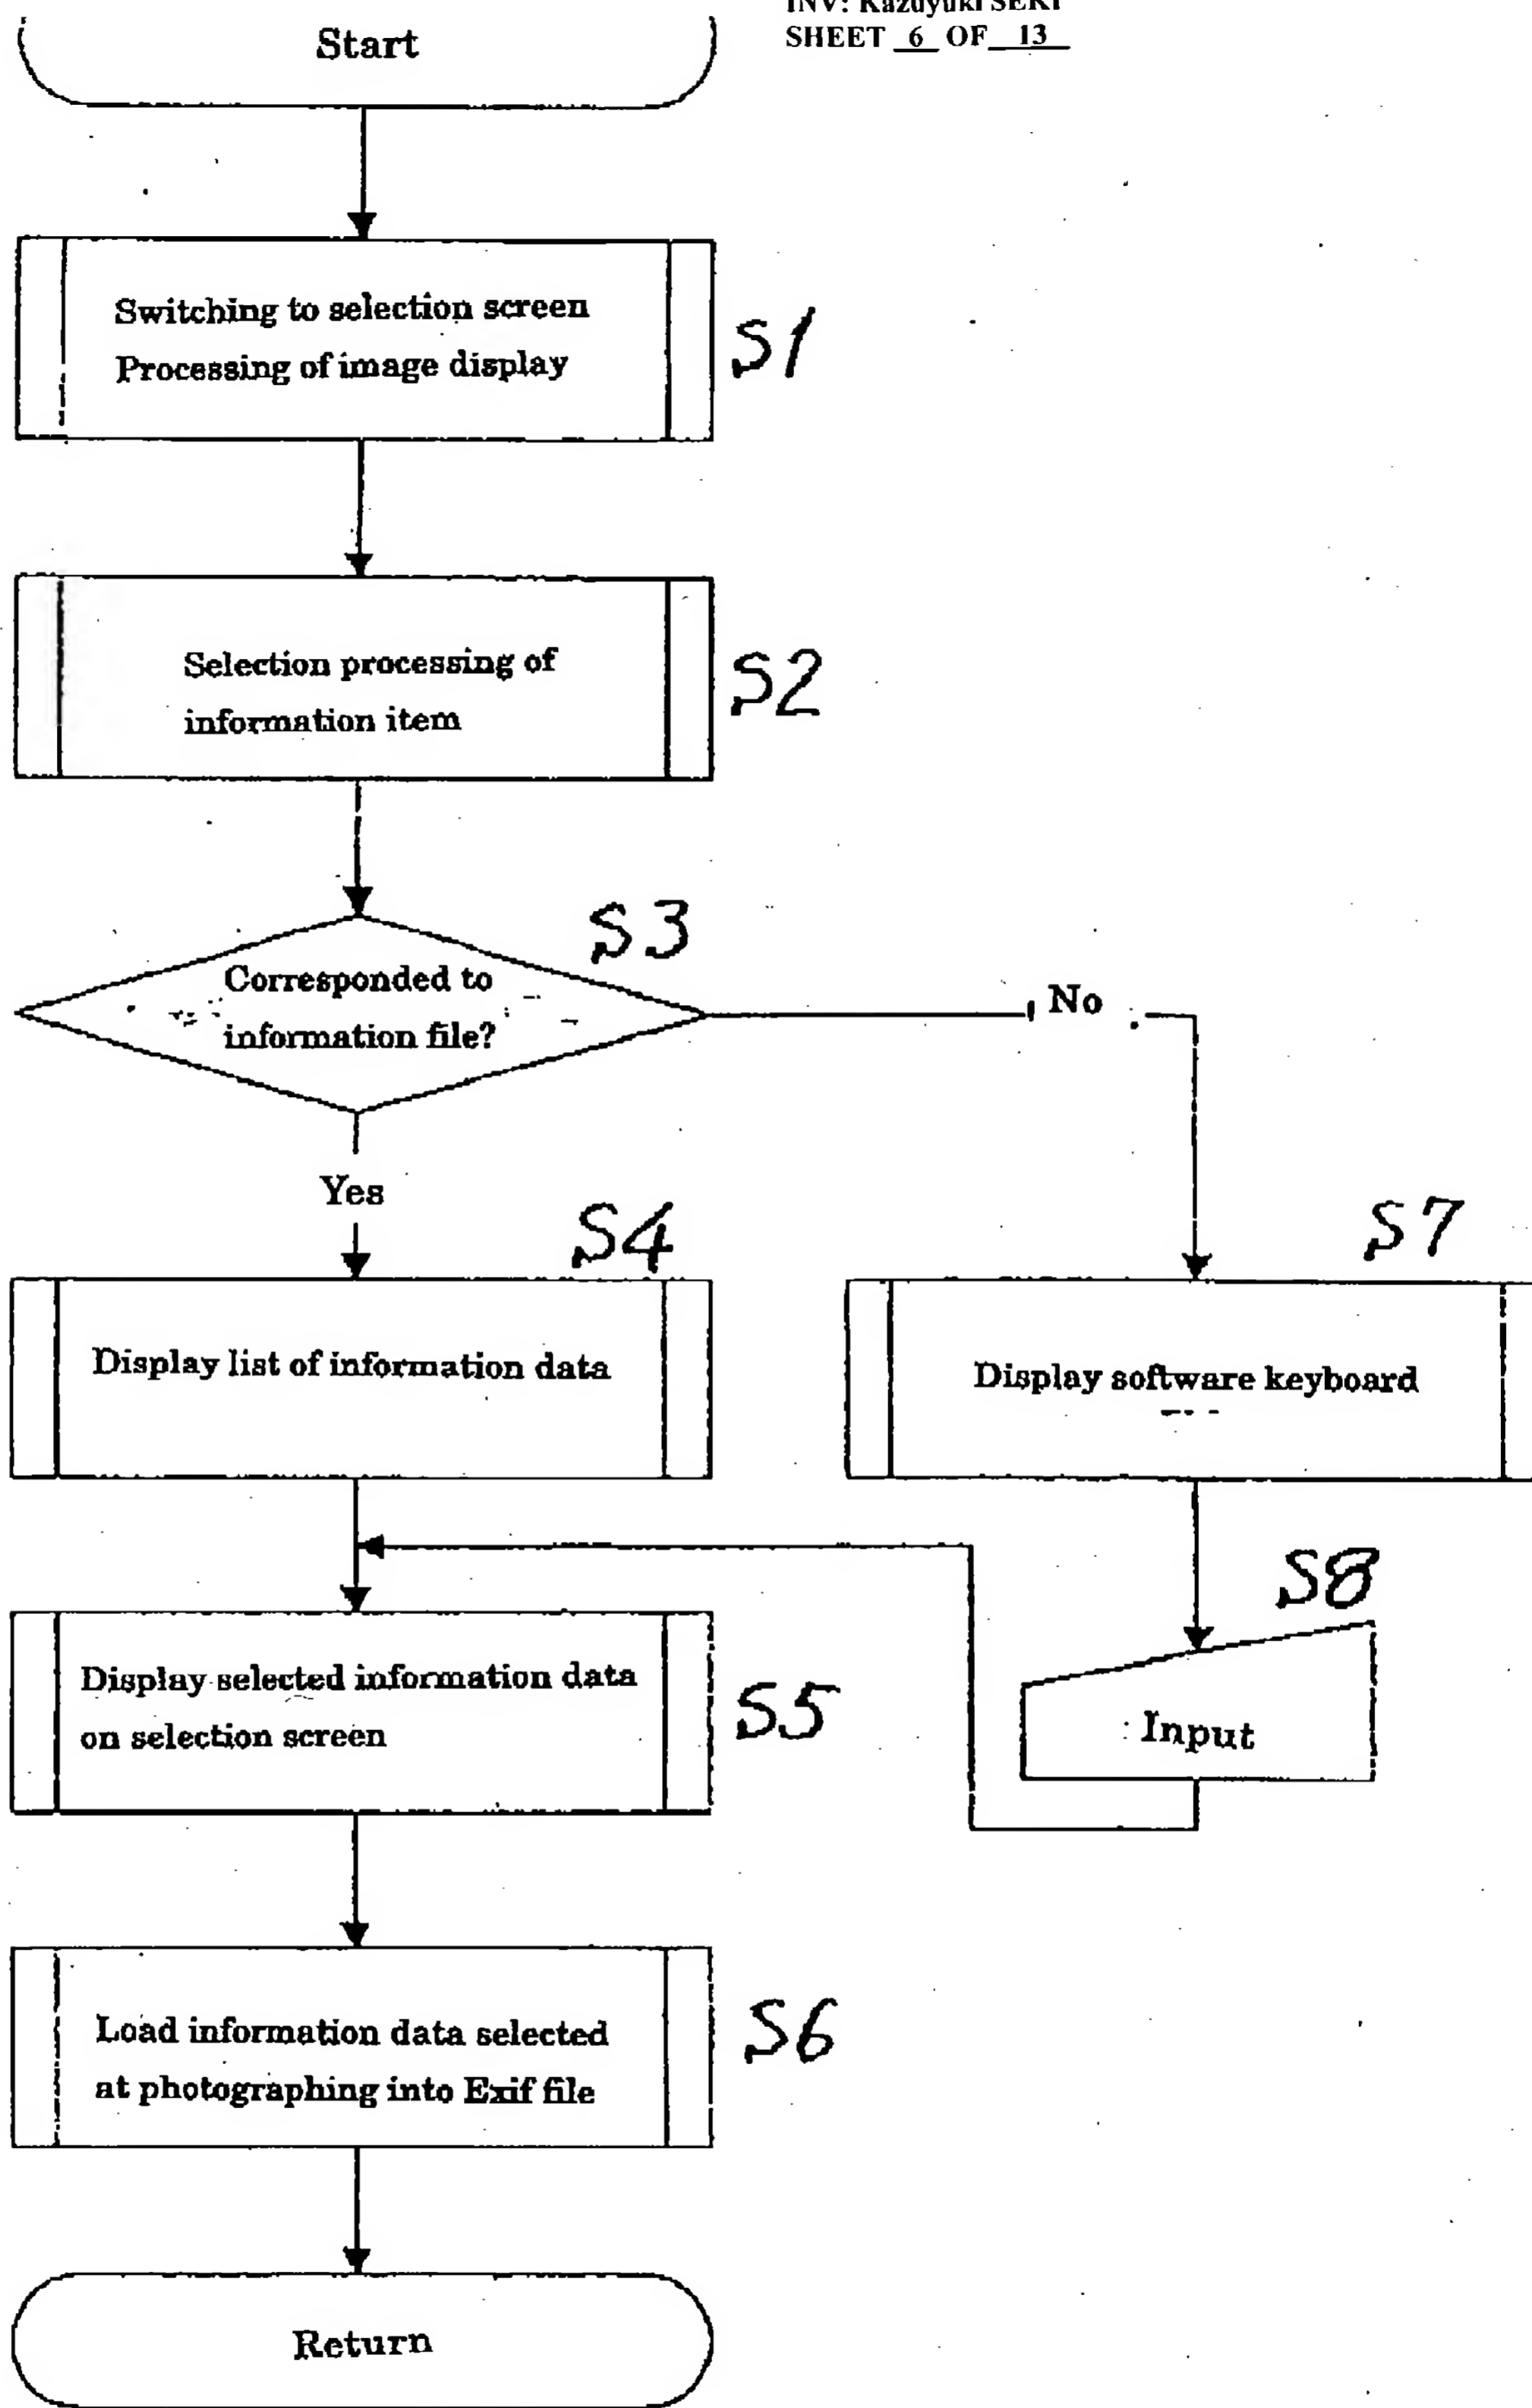 INV: Kazuyuki SEKI
SHEET 6 OF 13
Start
Switching to selection screen
Processing of image display
S1
Selection processing of
information item
S2
S3
Corresponded to
information file?
No
Yes
S4
Display list of information data
S7
Display software keyboard
S8
Input
Display selected information data
on selection screen
S5
Load information data selected
at photographing into Exif file
S6
Return